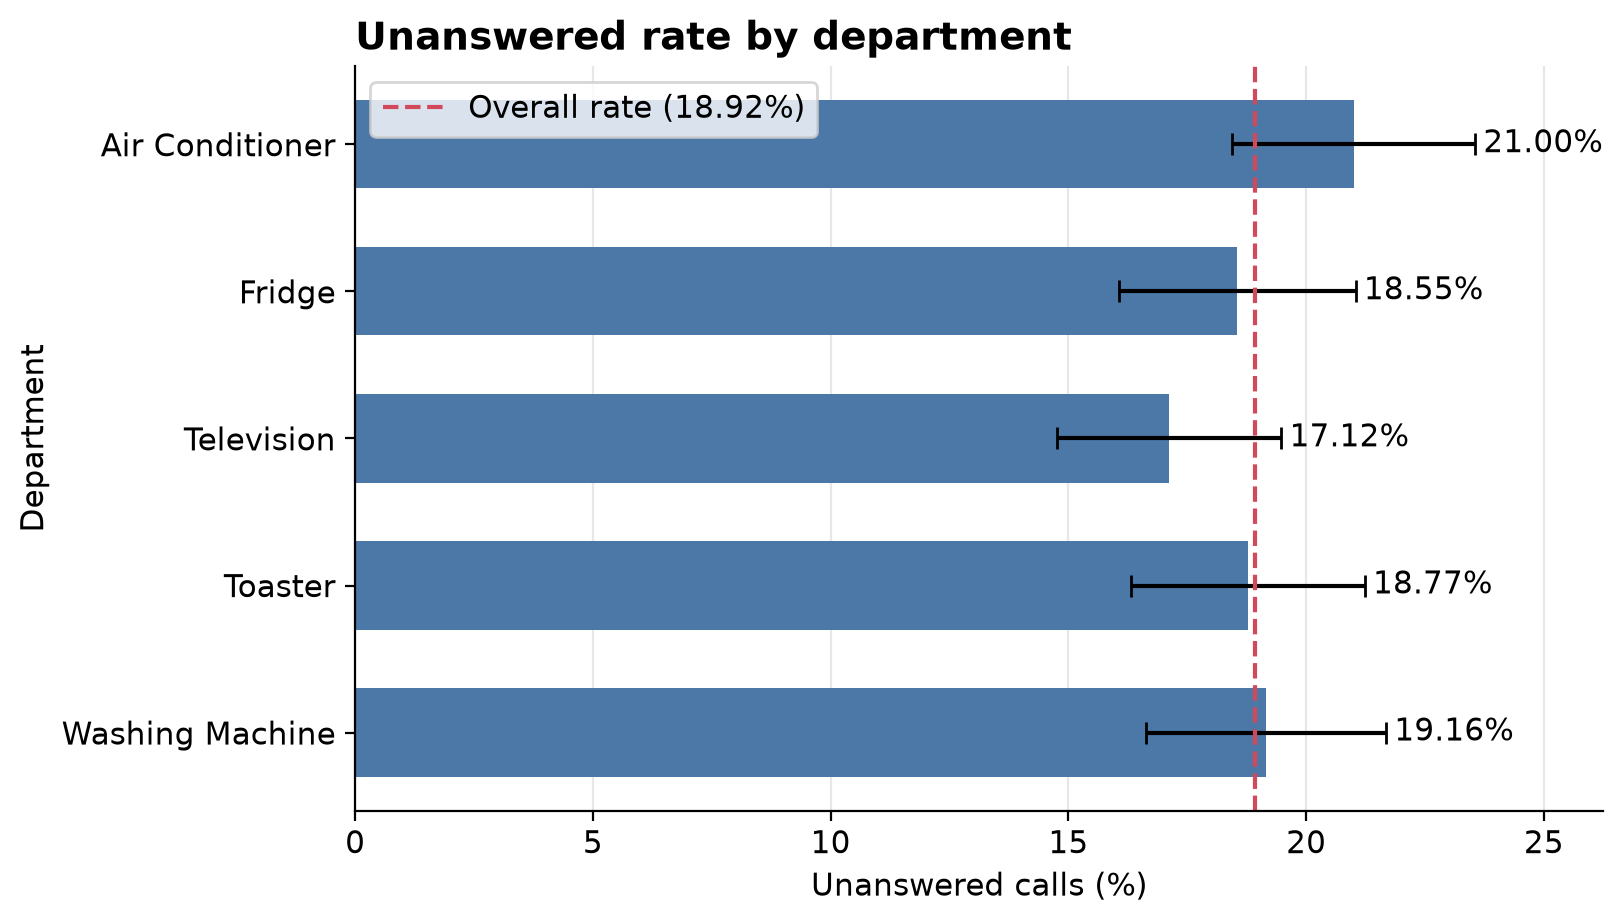 Unanswered rate by department
Overall rate (18.92%)
Air Conditioner
21.00%
Fridge
18.55%
Television
17.12%
Toaster
18.77%
Washing Machine
19.16%
Department
0 5 10 15 20 25
Unanswered calls (%)